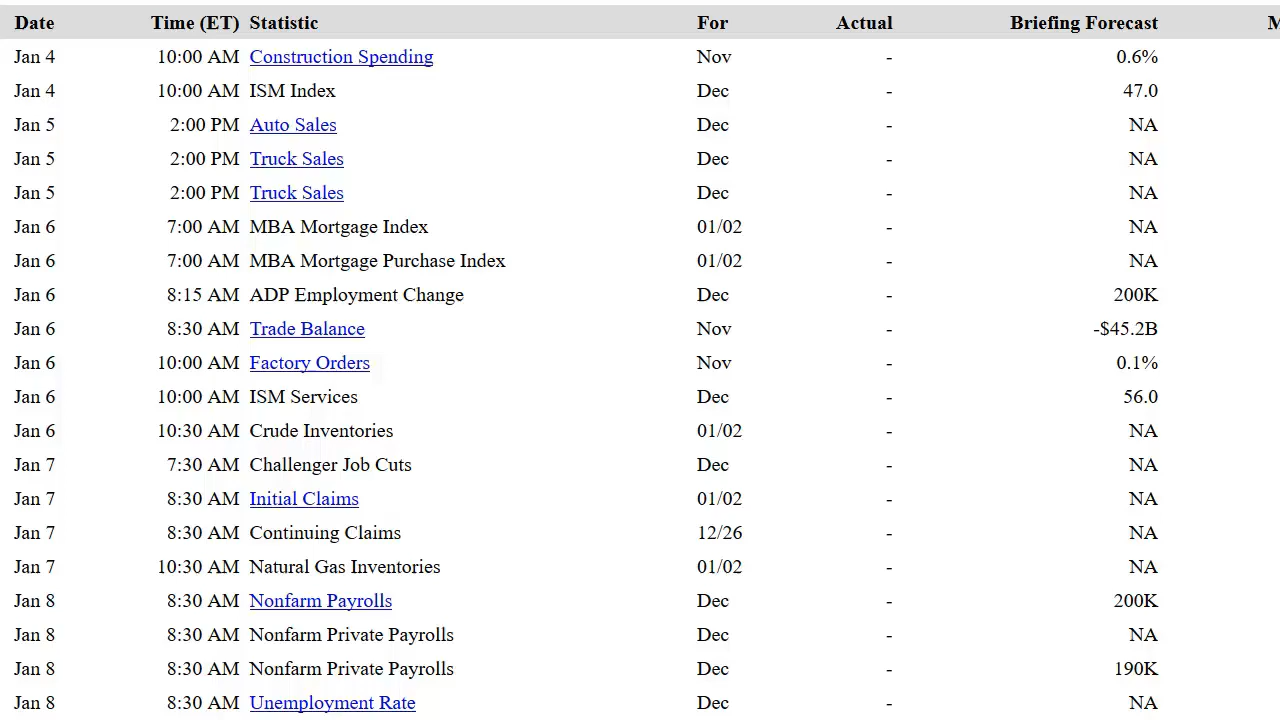 Date Time (ET) Statistic For Actual Briefing Forecast M
Jan 4 10:00 AM Construction Spending Nov - 0.6%
Jan 4 10:00 AM ISM Index Dec - 47.0
Jan 5 2:00 PM Auto Sales Dec - NA
Jan 5 2:00 PM Truck Sales Dec - NA
Jan 5 2:00 PM Truck Sales Dec - NA
Jan 6 7:00 AM MBA Mortgage Index 01/02 - NA
Jan 6 7:00 AM MBA Mortgage Purchase Index 01/02 - NA
Jan 6 8:15 AM ADP Employment Change Dec - 200K
Jan 6 8:30 AM Trade Balance Nov - -$45.2B
Jan 6 10:00 AM Factory Orders Nov - 0.1%
Jan 6 10:00 AM ISM Services Dec - 56.0
Jan 6 10:30 AM Crude Inventories 01/02 - NA
Jan 7 7:30 AM Challenger Job Cuts Dec - NA
Jan 7 8:30 AM Initial Claims 01/02 - NA
Jan 7 8:30 AM Continuing Claims 12/26 - NA
Jan 7 10:30 AM Natural Gas Inventories 01/02 - NA
Jan 8 8:30 AM Nonfarm Payrolls Dec - 200K
Jan 8 8:30 AM Nonfarm Private Payrolls Dec - NA
Jan 8 8:30 AM Nonfarm Private Payrolls Dec - 190K
Jan 8 8:30 AM Unemployment Rate Dec - NA